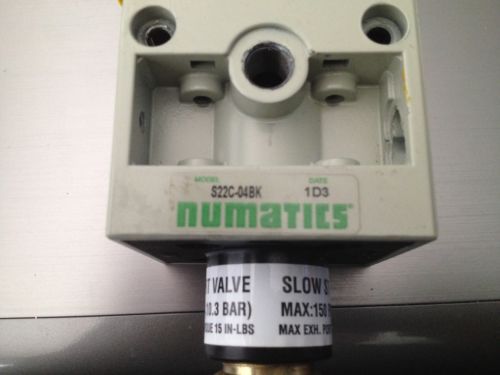 MODEL DATE
S22C-04BK 1D3
numatics
VALVE SLOW
0.3 BAR) MAX:150
15 IN-LBS MAX EXH.